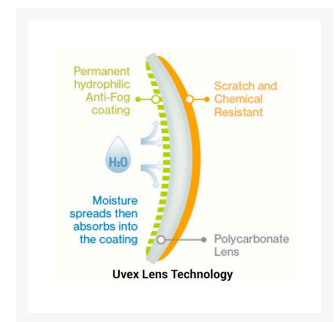 Permanent
hydrophilic
Anti-Fog
coating
Scratch and
Chemical
Resistant
H₂O
Moisture
spreads then
absorbs into
the coating
Polycarbonate
Lens
Uvex Lens Technology